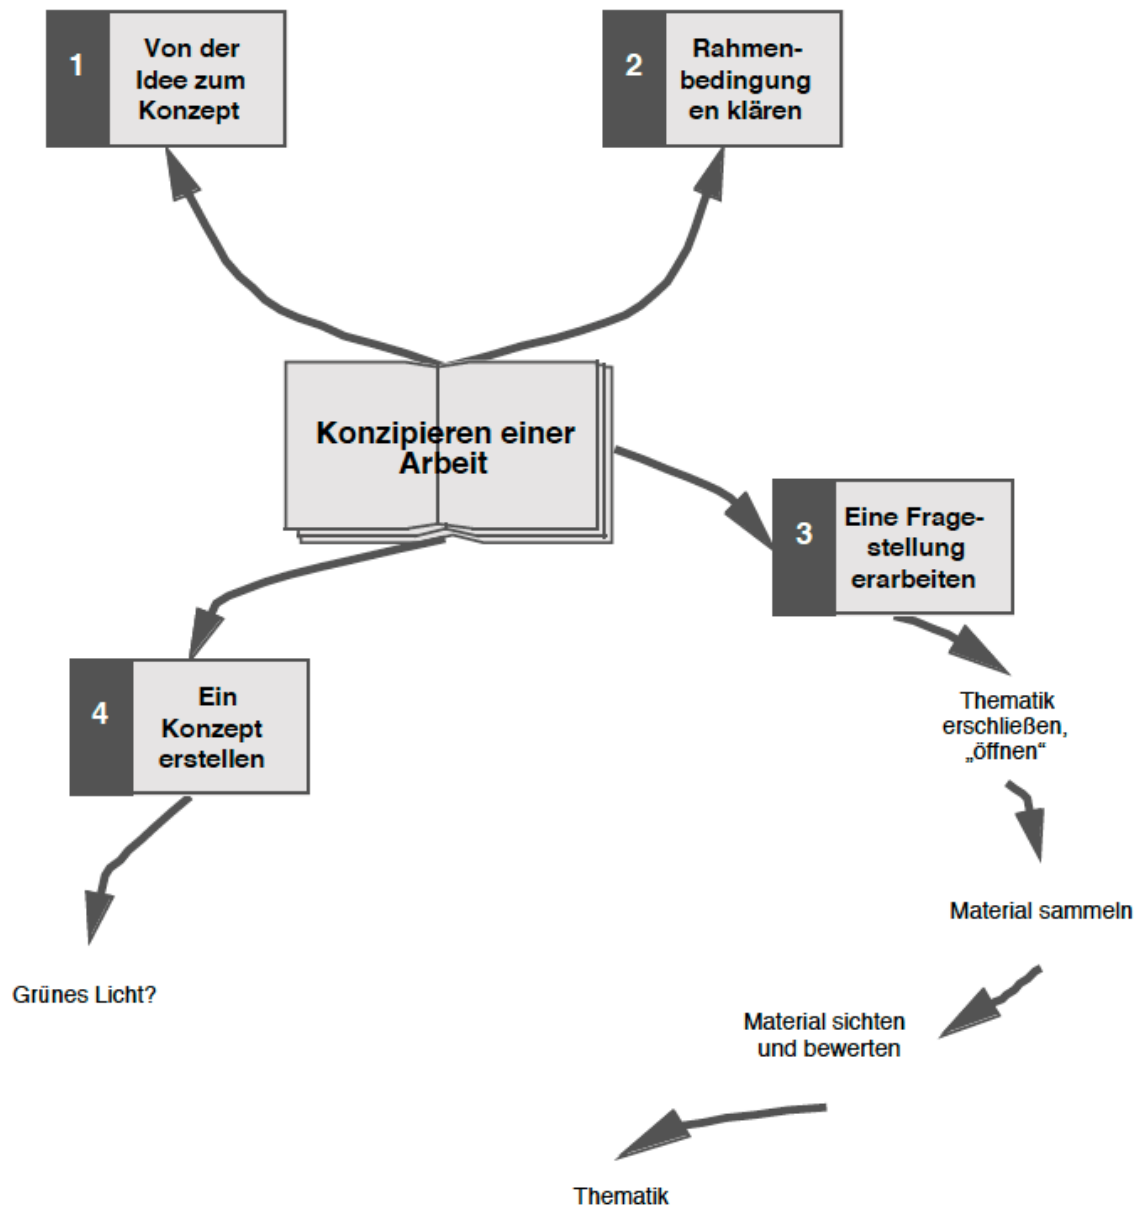 1
Von der
Idee zum
Konzept
2
Rahmen-
bedingung
en klären
Konzipieren einer
Arbeit
3
Eine Frage-
stellung
erarbeiten
Thematik
erschließen,
„öffnen“
Material sammeln
Material sichten
und bewerten
Thematik
4
Ein
Konzept
erstellen
Grünes Licht?